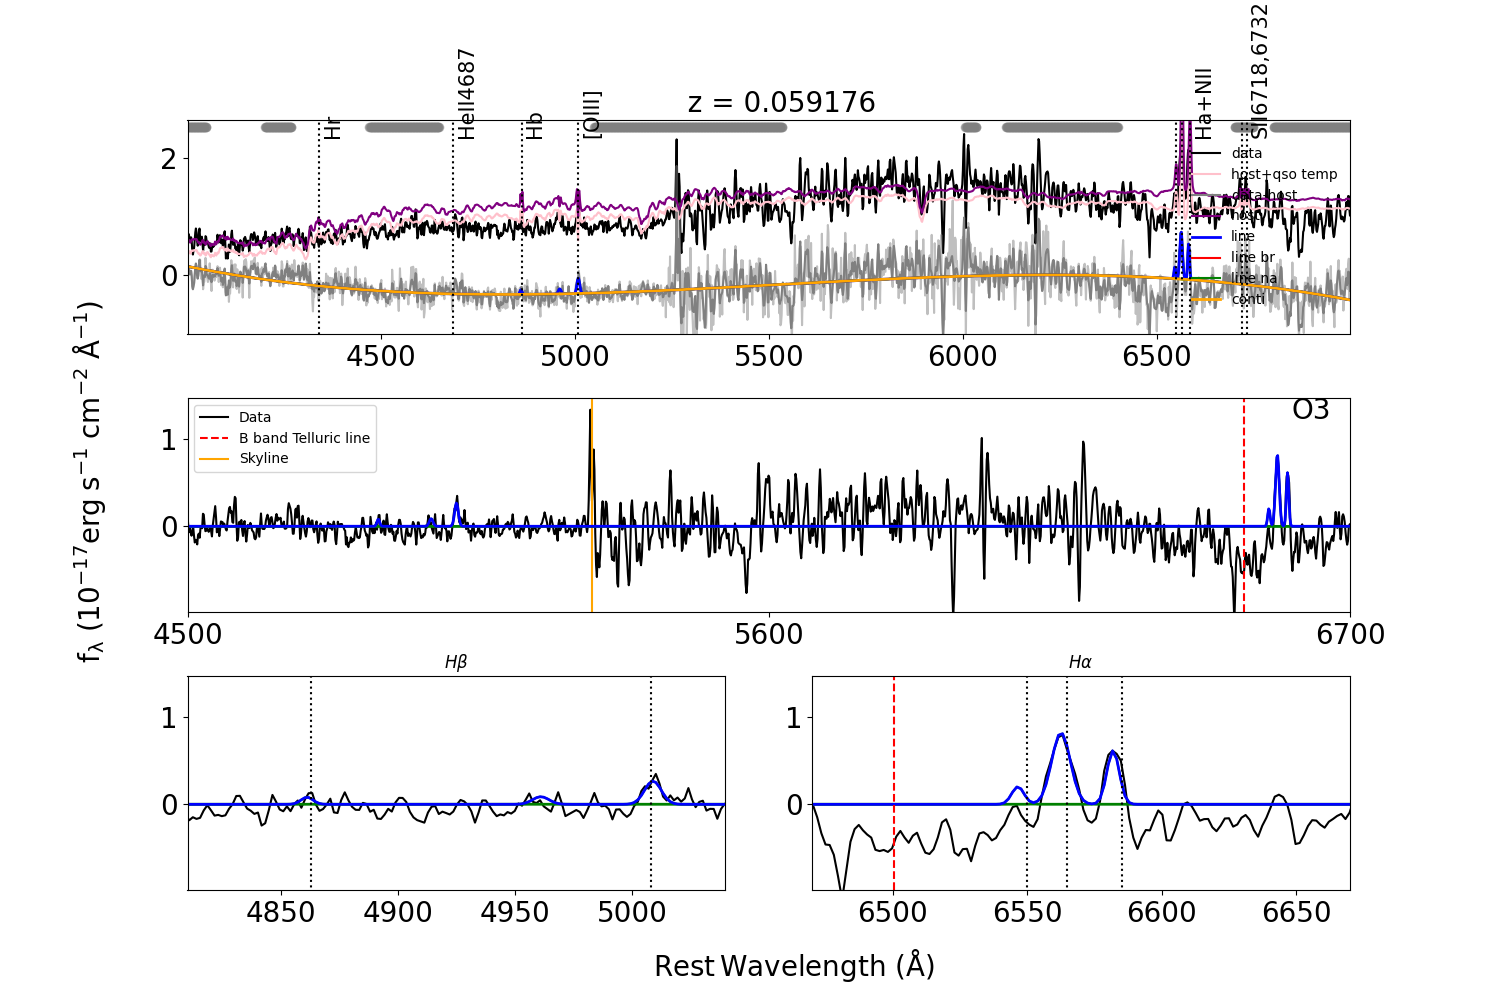 z = 0.059176
Hr
HeII4687
Hb
[OIII]
Ha+NII
SII6718,6732
2
0
data
host+qso temp
data-host
host
line
line br
line na
conti
4500 5000 5500 6000 6500
f_λ (10^−17 erg s^−1 cm^−2 Å^−1)
1
0
Data
B band Telluric line
Skyline
O3
4500 5600 6700
Hβ
1
0
4850 4900 4950 5000
Hα
1
0
6500 6550 6600 6650
Rest Wavelength (Å)